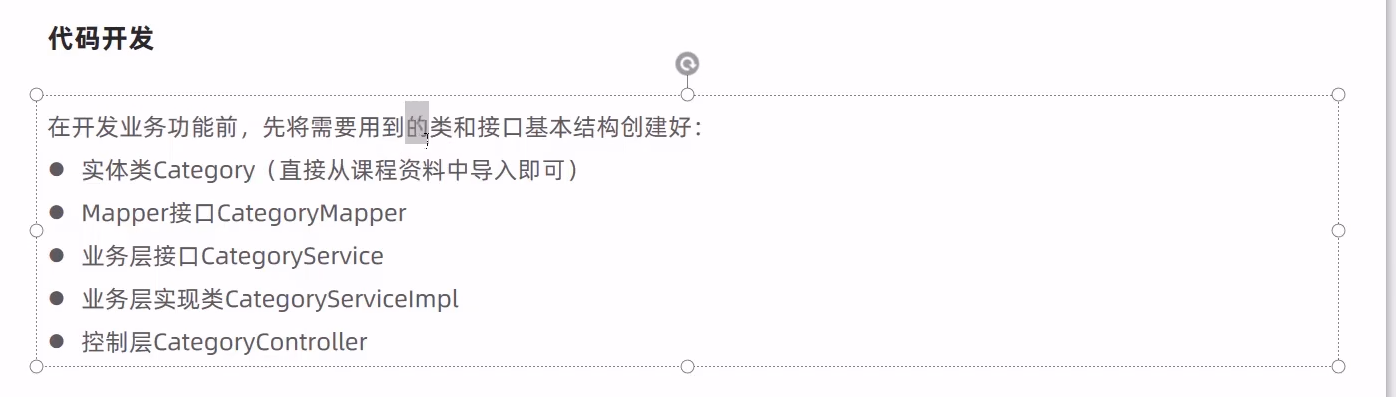 代码开发
在开发业务功能前，先将需要用到的类和接口基本结构创建好：
● 实体类Category（直接从课程资料中导入即可）
● Mapper接口CategoryMapper
● 业务层接口CategoryService
● 业务层实现类CategoryServiceImpl
● 控制层CategoryController